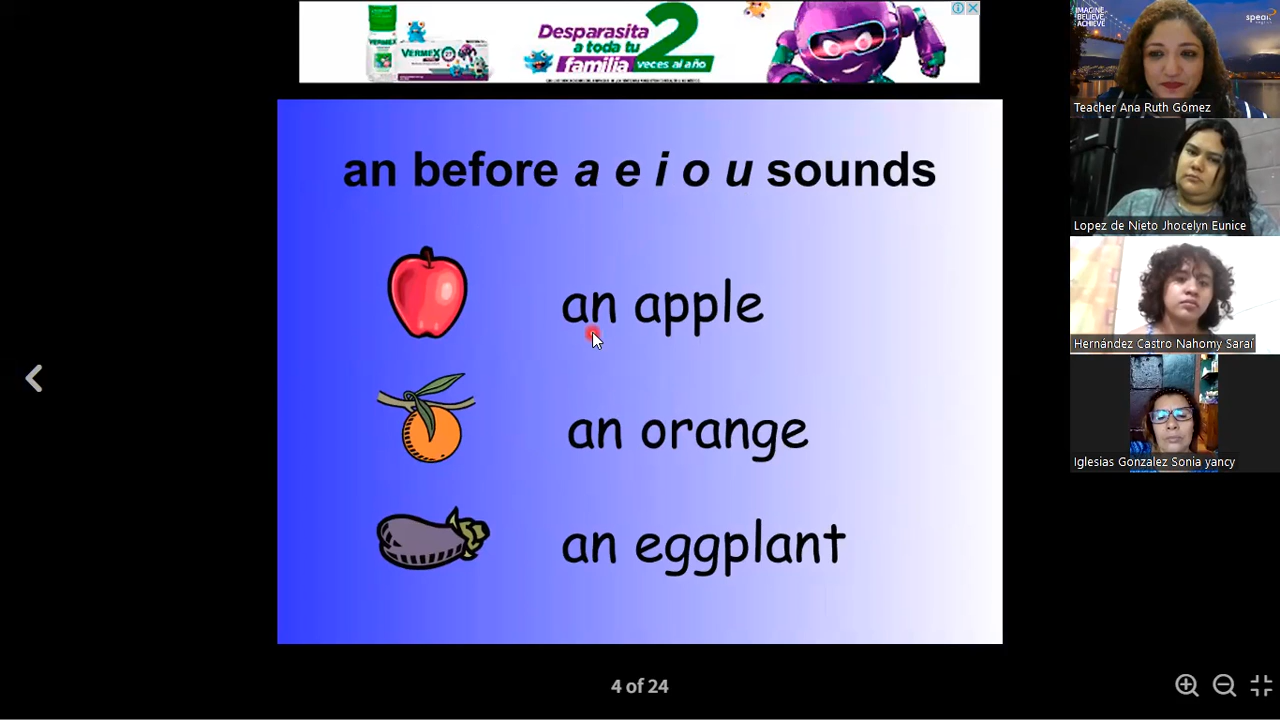 Desparasita
a toda tu
familia
2
veces al año
VERMEX
VERMEX
an before a e i o u sounds
an apple
an orange
an eggplant
4 of 24
IMAGINE
BELIEVE
ACHIEVE
speak
Teacher Ana Ruth Gómez
Lopez de Nieto Jhocelyn Eunice
Hernández Castro Nahomy Saraí
Iglesias Gonzalez Sonia yancy